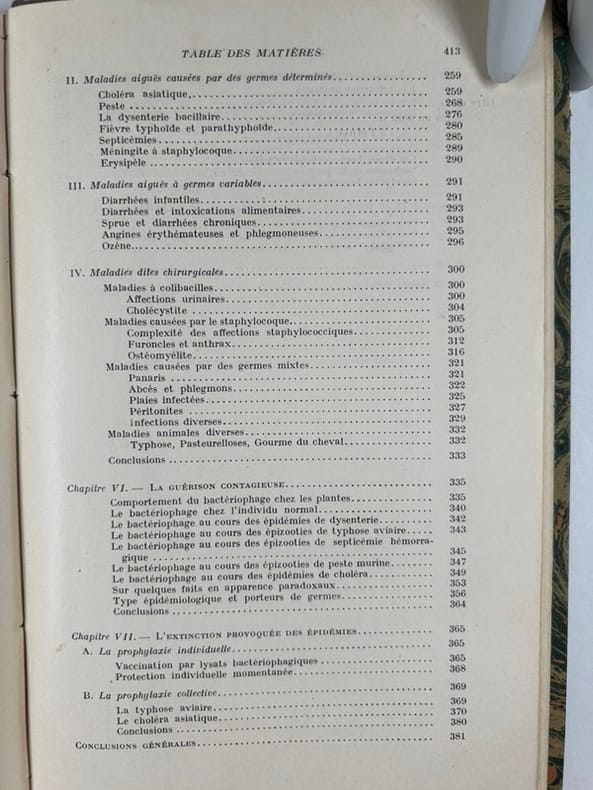 TABLE DES MATIÈRES 413
II. Maladies aiguës causées par des germes déterminés 259
Choléra asiatique 259
Peste 268
La dysenterie bacillaire 276
Fièvre typhoïde et parathyphoïde 280
Septicémies 285
Méningite à staphylocoque 289
Erysipèle 290
III. Maladies aiguës à germes variables 291
Diarrhées infantiles 291
Diarrhées et intoxications alimentaires 293
Sprue et diarrhées chroniques 293
Angines érythémateuses et phlegmoneuses 295
Ozène 296
IV. Maladies dites chirurgicales 300
Maladies à colibacilles 300
Affections urinaires 300
Cholécystite 304
Maladies causées par le staphylocoque 305
Complexité des affections staphylococciques 305
Furoncles et anthrax 312
Ostéomyélite 316
Maladies causées par des germes mixtes 321
Panaris 321
Abcès et phlegmons 322
Plaies infectées 325
Péritonites 327
Infections diverses 329
Maladies animales diverses 332
Typhose, Pasteurelloses, Gourme du cheval 332
Conclusions 333
Chapitre VI. — LA GUÉRISON CONTAGIEUSE 335
Comportement du bactériophage chez les plantes 335
Le bactériophage chez l'individu normal 340
Le bactériophage au cours des épidémies de dysenterie 342
Le bactériophage au cours des épizooties de typhose aviaire 343
Le bactériophage au cours des épizooties de septicémie hémorra-
gique 345
Le bactériophage au cours des épizooties de peste murine 347
Le bactériophage au cours des épidémies de choléra 349
Sur quelques faits en apparence paradoxaux 353
Type épidémiologique et porteurs de germes 356
Conclusions 364
Chapitre VII. — L'EXTINCTION PROVOQUÉE DES ÉPIDÉMIES 365
A. La prophylaxie individuelle 365
Vaccination par lysats bactériophagiques 365
Protection individuelle momentanée 368
B. La prophylaxie collective 369
La typhose aviaire 369
Le choléra asiatique 370
Conclusions 380
CONCLUSIONS GÉNÉRALES 381